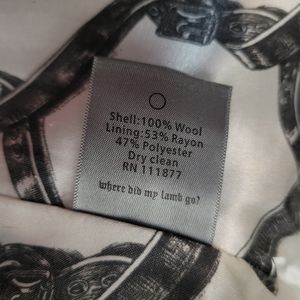 Shell:100% Wool
Lining:53% Rayon
47% Polyester
Dry clean
RN 111877
where did my lamb go?